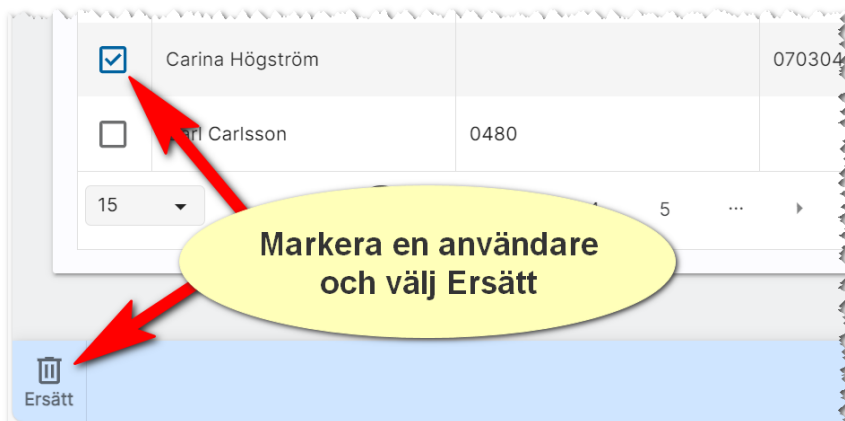 Carina Högström 070304
Carlsson 0480
15 5 ...
Markera en användare
och välj Ersätt
Ersätt